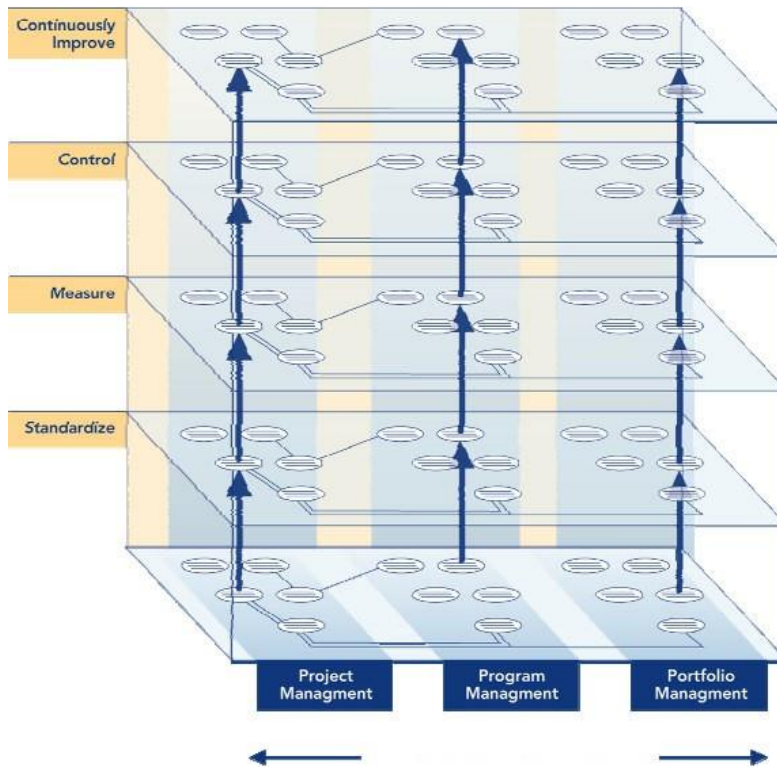 Continuously
Improve
Control
Measure
Standardize
Project
Managment
Program
Managment
Portfolio
Managment